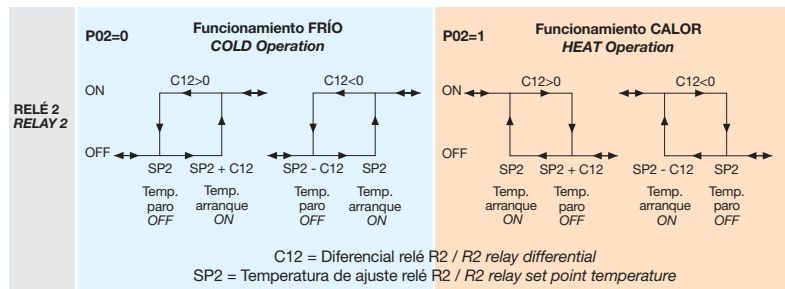 P02=0
Funcionamiento FRÍO
COLD Operation
P02=1
Funcionamiento CALOR
HEAT Operation
RELÉ 2
RELAY 2
ON
C12>0
C12<0
ON
C12>0
C12<0
OFF
OFF
SP2
SP2 + C12
SP2 - C12
SP2
SP2
SP2 + C12
SP2 - C12
SP2
Temp.
paro
OFF
Temp.
arranque
ON
Temp.
paro
OFF
Temp.
arranque
ON
Temp.
arranque
ON
Temp.
paro
OFF
Temp.
arranque
ON
Temp.
paro
OFF
C12 = Diferencial relé R2 / R2 relay differential
SP2 = Temperatura de ajuste relé R2 / R2 relay set point temperature